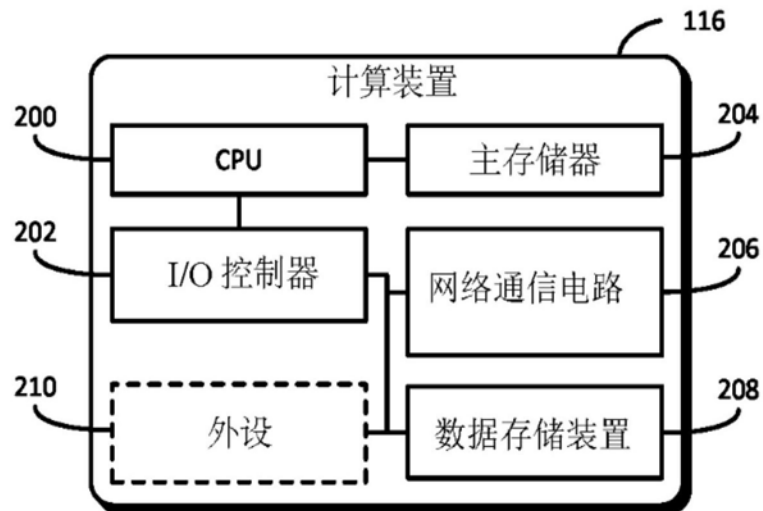 116
计算装置
200
CPU
主存储器
204
202
I/O 控制器
网络通信电路
206
210
外设
数据存储装置
208